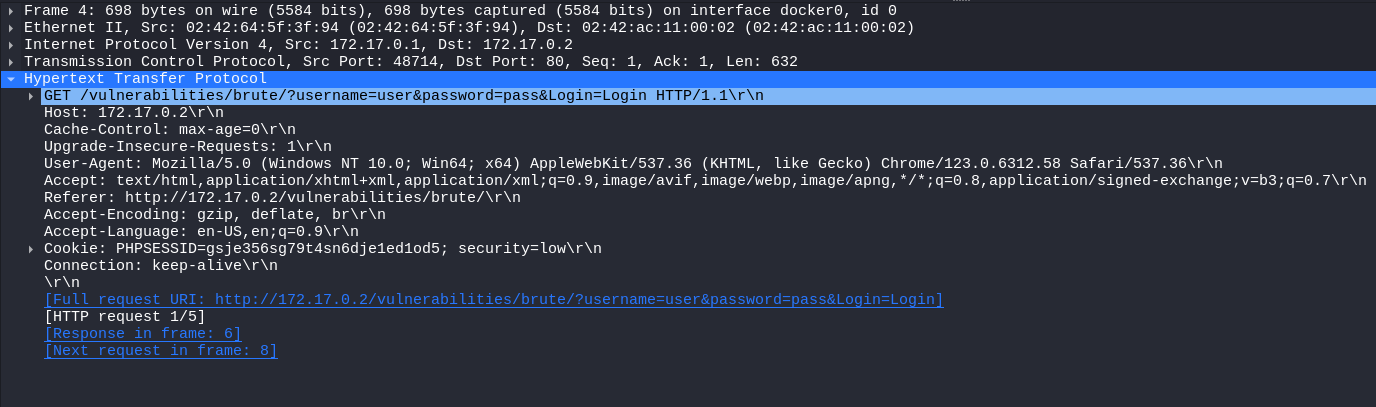 Frame 4: 698 bytes on wire (5584 bits), 698 bytes captured (5584 bits) on interface docker0, id 0
Ethernet II, Src: 02:42:64:5f:3f:94 (02:42:64:5f:3f:94), Dst: 02:42:ac:11:00:02 (02:42:ac:11:00:02)
Internet Protocol Version 4, Src: 172.17.0.1, Dst: 172.17.0.2
Transmission Control Protocol, Src Port: 48714, Dst Port: 80, Seq: 1, Ack: 1, Len: 632
Hypertext Transfer Protocol
GET /vulnerabilities/brute/?username=user&password=pass&Login=Login HTTP/1.1\r\n
Host: 172.17.0.2\r\n
Cache-Control: max-age=0\r\n
Upgrade-Insecure-Requests: 1\r\n
User-Agent: Mozilla/5.0 (Windows NT 10.0; Win64; x64) AppleWebKit/537.36 (KHTML, like Gecko) Chrome/123.0.6312.58 Safari/537.36\r\n
Accept: text/html,application/xhtml+xml,application/xml;q=0.9,image/avif,image/webp,image/apng,*/*;q=0.8,application/signed-exchange;v=b3;q=0.7\r\n
Referer: http://172.17.0.2/vulnerabilities/brute/\r\n
Accept-Encoding: gzip, deflate, br\r\n
Accept-Language: en-US,en;q=0.9\r\n
Cookie: PHPSESSID=gsje356sg79t4sn6dje1ed1od5; security=low\r\n
Connection: keep-alive\r\n
\r\n
[Full request URI: http://172.17.0.2/vulnerabilities/brute/?username=user&password=pass&Login=Login]
[HTTP request 1/5]
[Response in frame: 6]
[Next request in frame: 8]